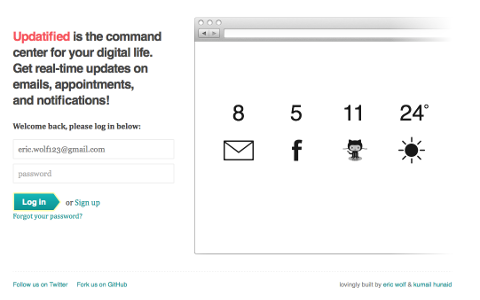 Updatified is the command
center for your digital life.
Get real-time updates on
emails, appointments,
and notifications!
Welcome back, please log in below:
eric.wolf123@gmail.com
password
Log in or Sign up
Forgot your password?
8 5 11 24°
Follow us on Twitter Fork us on GitHub
lovingly built by eric wolf & kumail hunaid